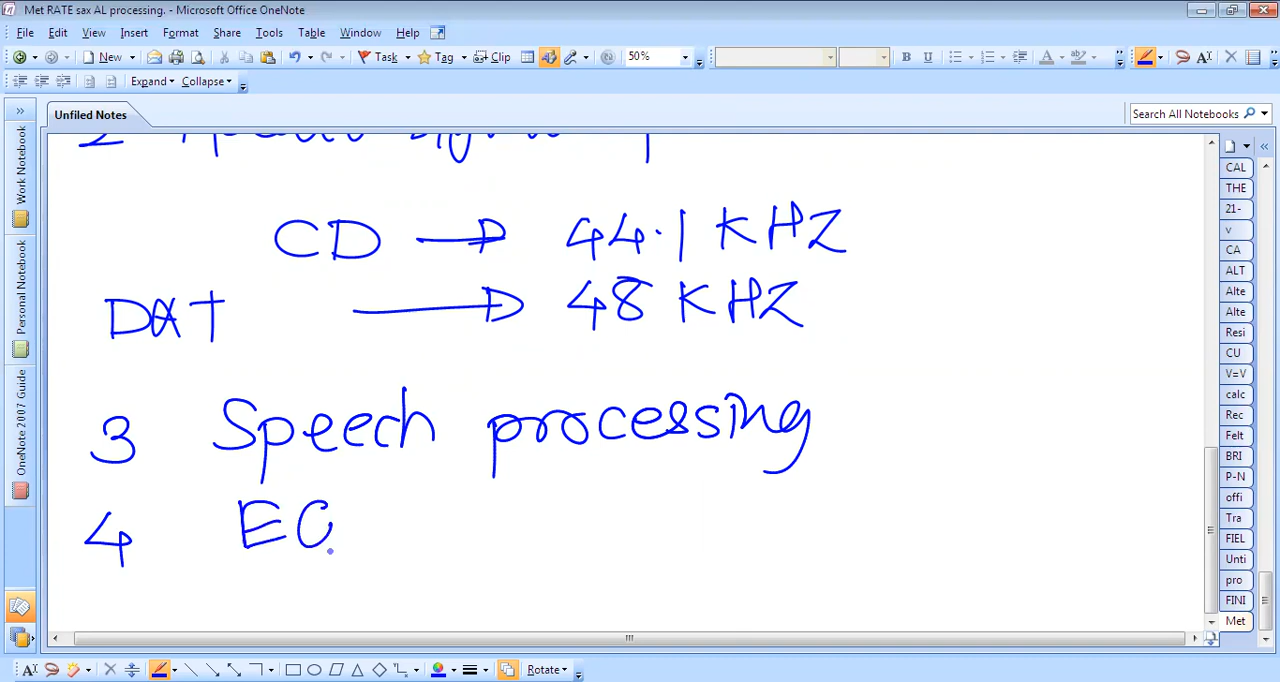 Met RATE sax AL processing. - Microsoft Office OneNote
File Edit View Insert Format Share Tools Table Window Help
New Task Tag Clip 50% B U
Expand Collapse
Unfiled Notes
Search All Notebooks
Work Notebook
Personal Notebook
OneNote 2007 Guide
2
CD → 44.1 KHZ
DAT → 48 KHZ
3 Speech processing
4 EC
CAL
THE
21-
v
CA
ALT
Alte
Alte
Resi
CU
V=V
calc
Rec
Felt
BRI
P-N
offi
Tra
FIEL
Unti
pro
FINI
Met
Rotate